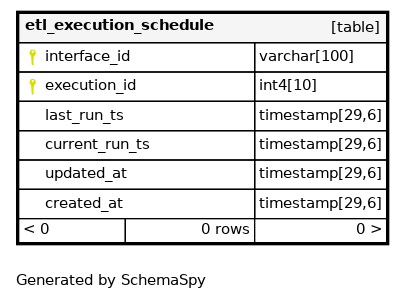 etl_execution_schedule [table]
interface_id varchar[100]
execution_id int4[10]
last_run_ts timestamp[29,6]
current_run_ts timestamp[29,6]
updated_at timestamp[29,6]
created_at timestamp[29,6]
< 0 0 rows 0 >
Generated by SchemaSpy